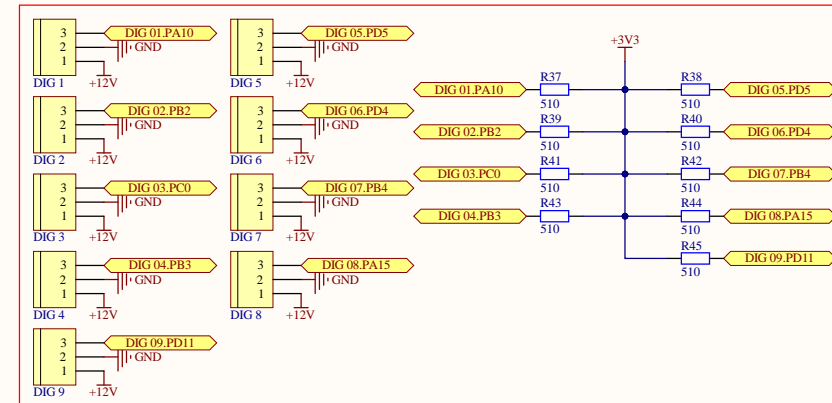 3 DIG 01.PA10
2 GND
1
DIG 1 +12V
3 DIG 02.PB2
2 GND
1
DIG 2 +12V
3 DIG 03.PC0
2 GND
1
DIG 3 +12V
3 DIG 04.PB3
2 GND
1
DIG 4 +12V
3 DIG 09.PD11
2 GND
1
DIG 9 +12V
3 DIG 05.PD5
2 GND
1
DIG 5 +12V
3 DIG 06.PD4
2 GND
1
DIG 6 +12V
3 DIG 07.PB4
2 GND
1
DIG 7 +12V
3 DIG 08.PA15
2 GND
1
DIG 8 +12V
+3V3
R37 R38
DIG 01.PA10 DIG 05.PD5
510 510
R39 R40
DIG 02.PB2 DIG 06.PD4
510 510
R41 R42
DIG 03.PC0 DIG 07.PB4
510 510
R43 R44
DIG 04.PB3 DIG 08.PA15
510 510
R45
DIG 09.PD11
510